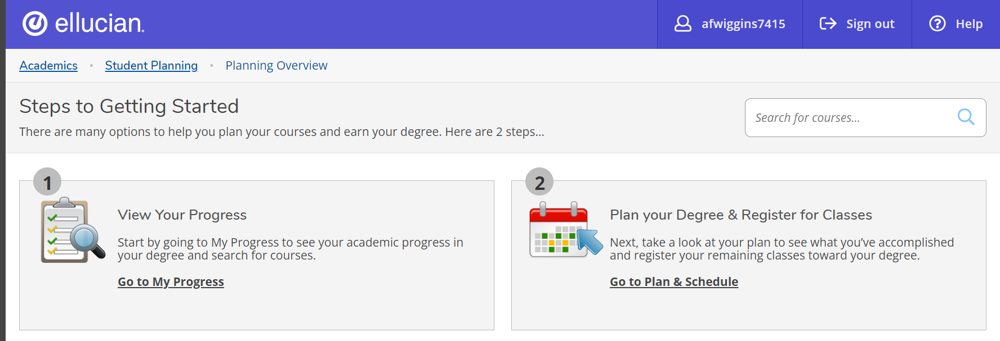 ellucian.
afwiggins7415
Sign out
Help
Academics • Student Planning • Planning Overview
Steps to Getting Started
There are many options to help you plan your courses and earn your degree. Here are 2 steps...
Search for courses...
1
View Your Progress
Start by going to My Progress to see your academic progress in
your degree and search for courses.
Go to My Progress
2
Plan your Degree & Register for Classes
Next, take a look at your plan to see what you’ve accomplished
and register your remaining classes toward your degree.
Go to Plan & Schedule